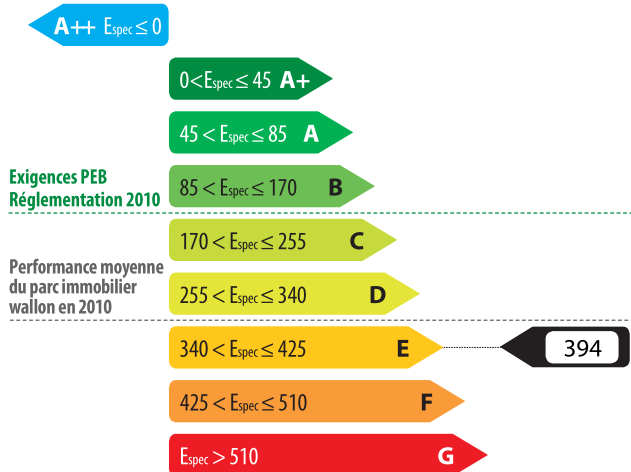 A++ Espec ≤ 0
0<Espec ≤ 45 A+
45 < Espec ≤ 85 A
Exigences PEB
Réglementation 2010
85 < Espec ≤ 170 B
170 < Espec ≤ 255 C
Performance moyenne
du parc immobilier
wallon en 2010
255 < Espec ≤ 340 D
340 < Espec ≤ 425 E
394
425 < Espec ≤ 510 F
Espec > 510 G